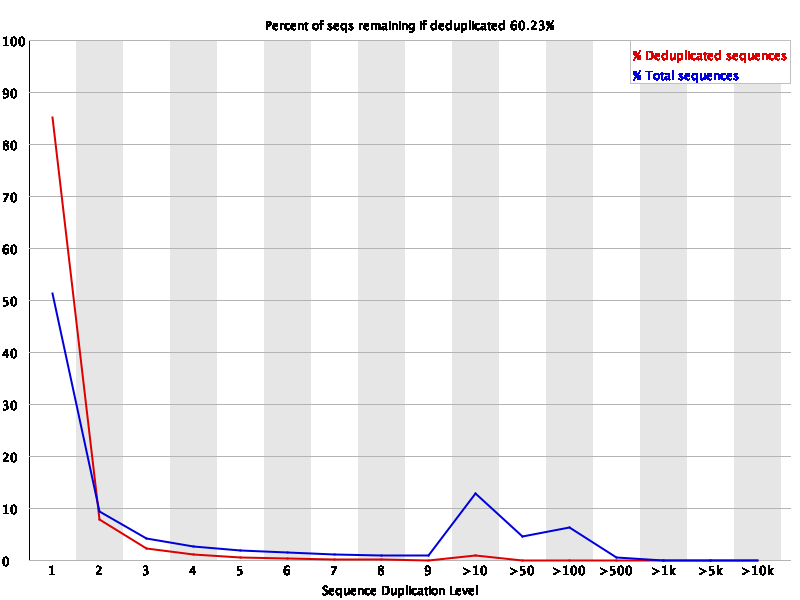 Percent of seqs remaining if deduplicated 60.23%
% Deduplicated sequences
% Total sequences
100
90
80
70
60
50
40
30
20
10
0
1 2 3 4 5 6 7 8 9 >10 >50 >100 >500 >1k >5k >10k
Sequence Duplication Level